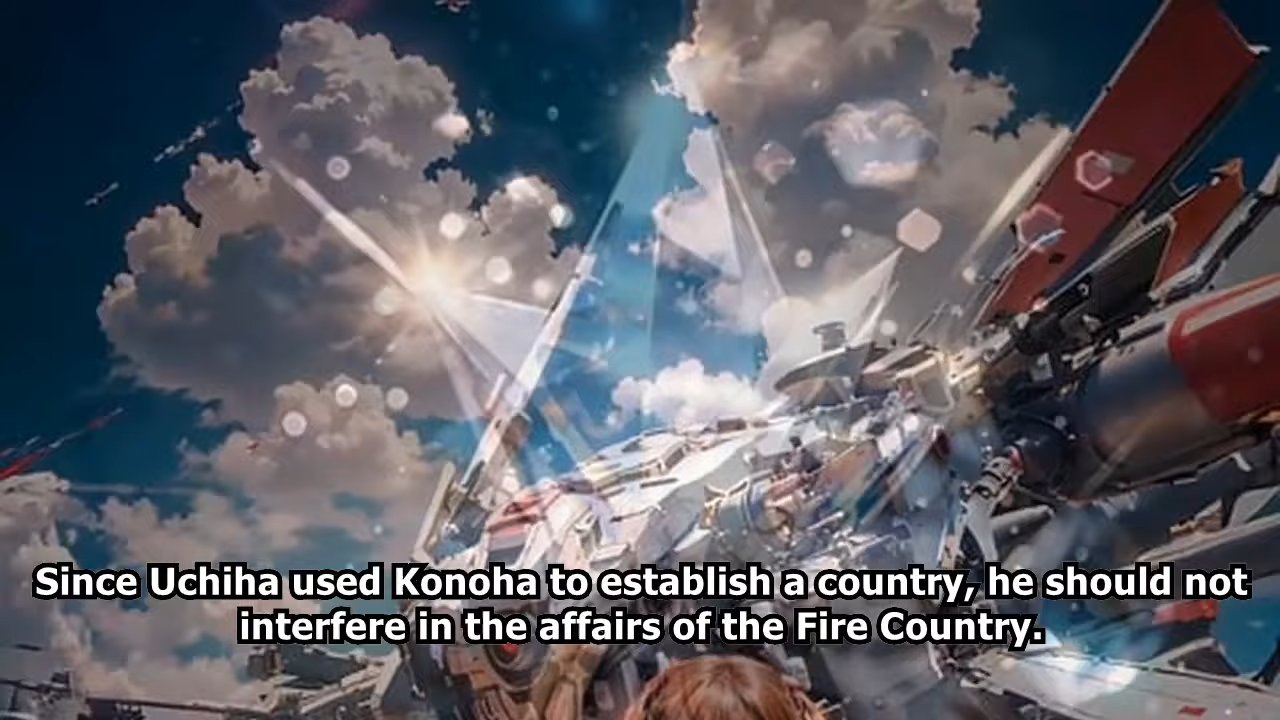 Since Uchiha used Konoha to establish a country, he should not
interfere in the affairs of the Fire Country.